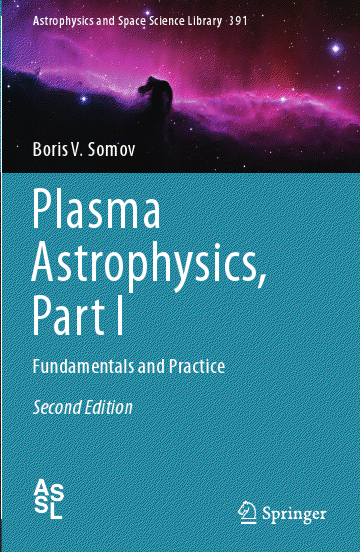 Astrophysics and Space Science Library 391
Boris V. Somov
Plasma
Astrophysics,
Part I
Fundamentals and Practice
Second Edition
AS
SL
Springer